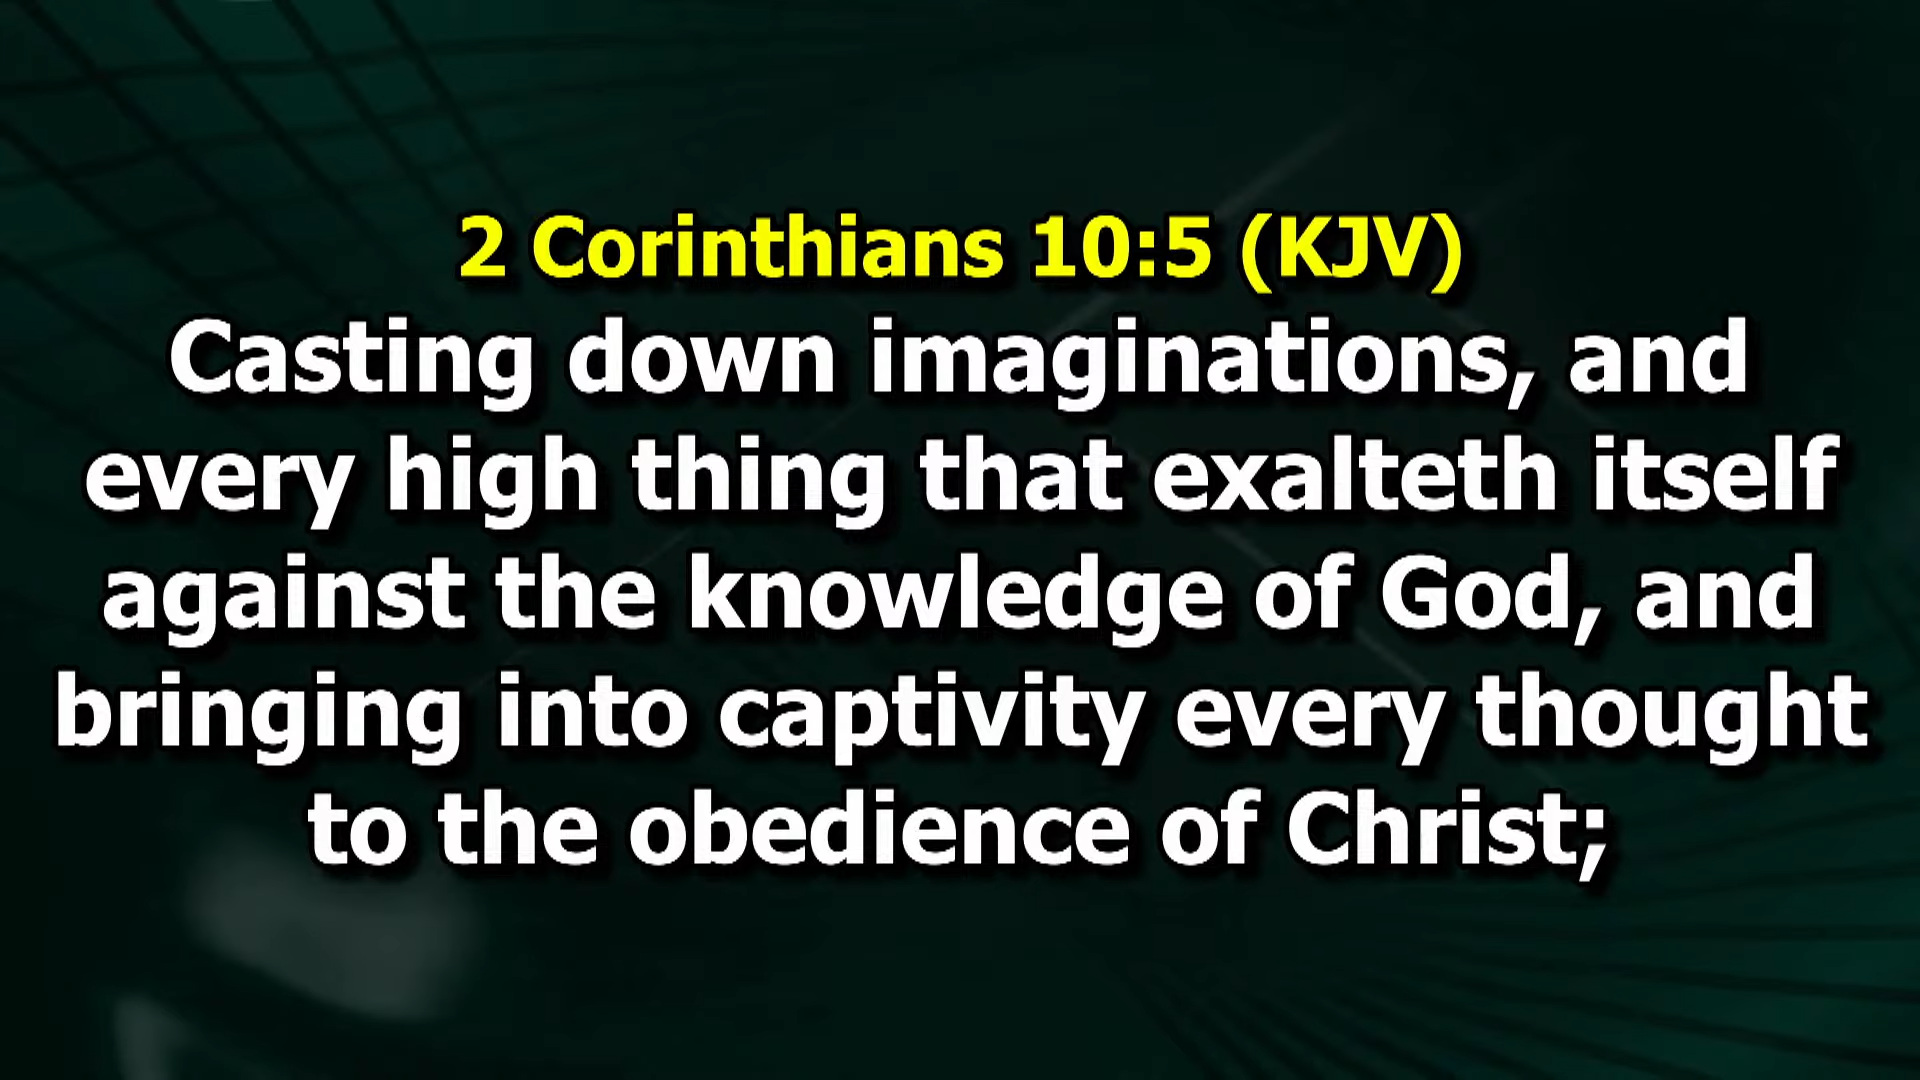 2 Corinthians 10:5 (KJV)
Casting down imaginations, and
every high thing that exalteth itself
against the knowledge of God, and
bringing into captivity every thought
to the obedience of Christ;